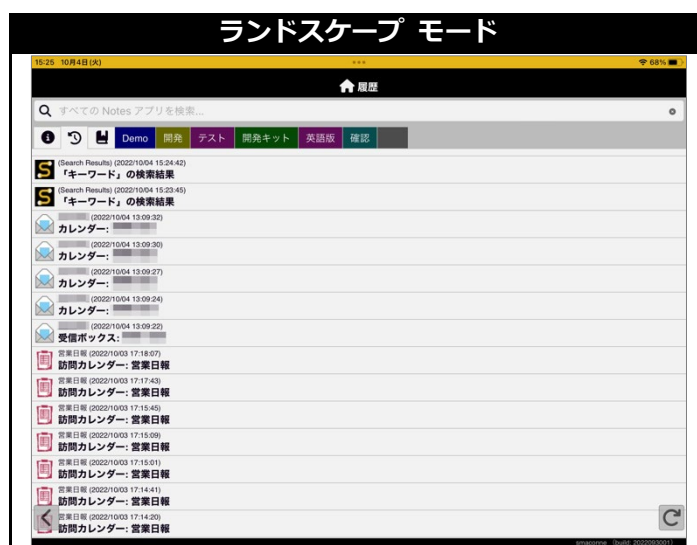 ランドスケープ モード
15:25 10月4日(火)
68%
履歴
すべての Notes アプリを検索...
Demo 開発 テスト 開発キット 英語版 確認
(Search Results) (2022/10/04 15:24:42)
「キーワード」の検索結果
(Search Results) (2022/10/04 15:23:45)
「キーワード」の検索結果
(2022/10/04 13:09:32)
カレンダー:
(2022/10/04 13:09:30)
カレンダー:
(2022/10/04 13:09:27)
カレンダー:
(2022/10/04 13:09:24)
カレンダー:
(2022/10/04 13:09:22)
受信ボックス:
営業日報 (2022/10/03 17:18:07)
訪問カレンダー: 営業日報
営業日報 (2022/10/03 17:17:43)
訪問カレンダー: 営業日報
営業日報 (2022/10/03 17:15:45)
訪問カレンダー: 営業日報
営業日報 (2022/10/03 17:15:09)
訪問カレンダー: 営業日報
営業日報 (2022/10/03 17:15:01)
訪問カレンダー: 営業日報
営業日報 (2022/10/03 17:14:41)
訪問カレンダー: 営業日報
営業日報 (2022/10/03 17:14:20)
訪問カレンダー: 営業日報
smaconne (build: 2022093001)